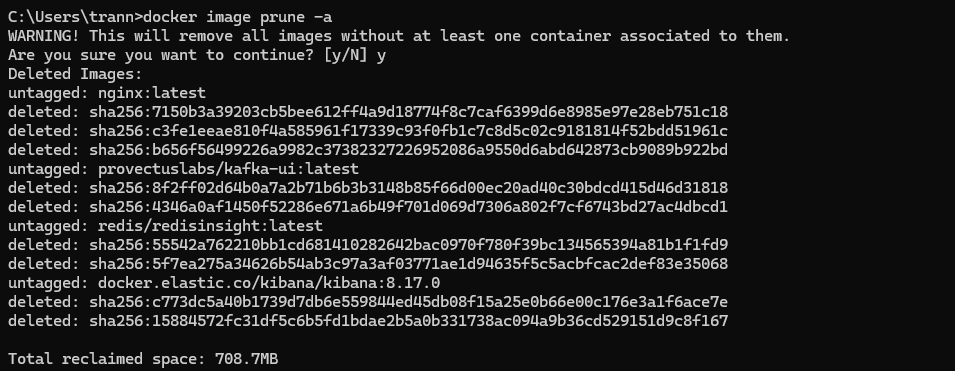 C:\Users\trann>docker image prune -a
WARNING! This will remove all images without at least one container associated to them.
Are you sure you want to continue? [y/N] y
Deleted Images:
untagged: nginx:latest
deleted: sha256:7150b3a39203cb5bee612ff4a9d18774f8c7caf6399d6e8985e97e28eb751c18
deleted: sha256:c3fe1eeae810f4a585961f17339c93f0fb1c7c8d5c02c9181814f52bdd51961c
deleted: sha256:b656f56499226a9982c37382327226952086a9550d6abd642873cb9089b922bd
untagged: provectuslabs/kafka-ui:latest
deleted: sha256:8f2ff02d64b0a7a2b71b6b3b3148b85f66d00ec20ad40c30bdcd415d46d31818
deleted: sha256:4346a0af1450f52286e671a6b49f701d069d7306a802f7cf6743bd27ac4dbcd1
untagged: redis/redisinsight:latest
deleted: sha256:55542a762210bb1cd681410282642bac0970f780f39bc134565394a81b1f1fd9
deleted: sha256:5f7ea275a34626b54ab3c97a3af03771ae1d94635f5c5acbfcac2def83e35068
untagged: docker.elastic.co/kibana/kibana:8.17.0
deleted: sha256:c773dc5a40b1739d7db6e559844ed45db08f15a25e0b66e00c176e3a1f6ace7e
deleted: sha256:15884572fc31df5c6b5fd1bdae2b5a0b331738ac094a9b36cd529151d9c8f167
Total reclaimed space: 708.7MB